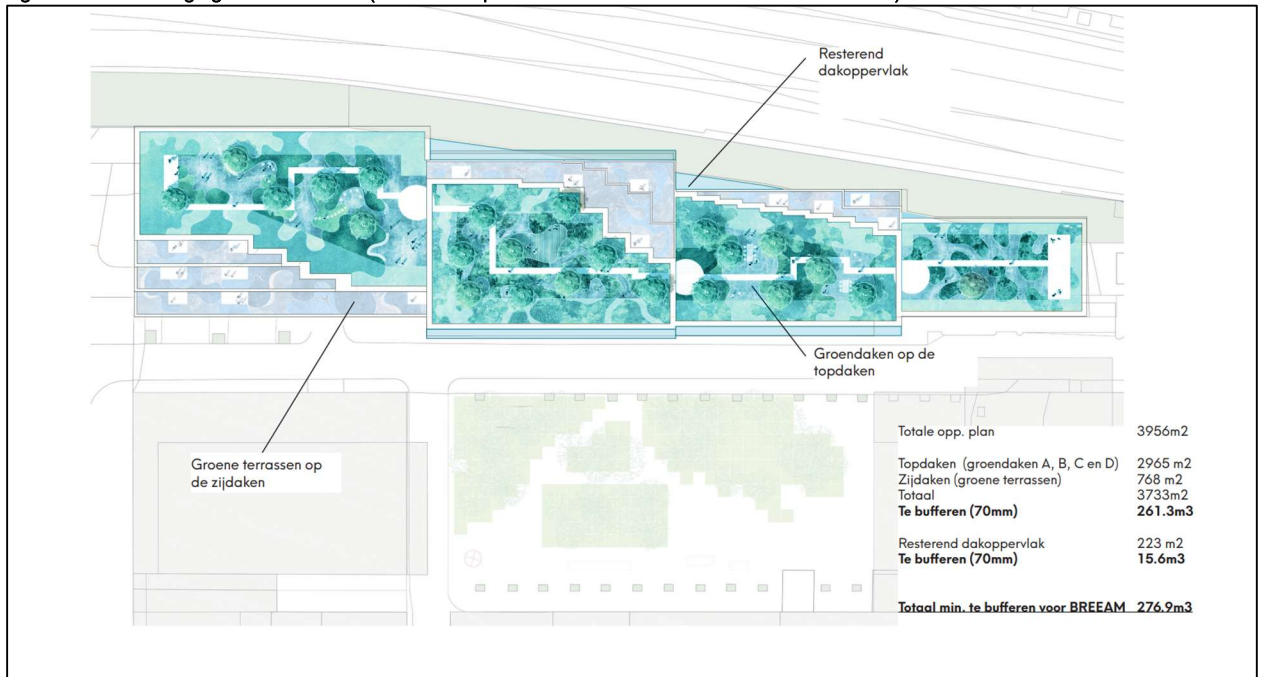 Resterend
dakoppervlak
Groendaken op de
topdaken
Groene terrassen op
de zijdaken
Totale opp. plan 3956m2
Topdaken (groendaken A, B, C en D) 2965 m2
Zijdaken (groene terrassen) 768 m2
Totaal 3733m2
Te bufferen (70mm) 261.3m3
Resterend dakoppervlak 223 m2
Te bufferen (70mm) 15.6m3
Totaal min. te bufferen voor BREEAM 276.9m3